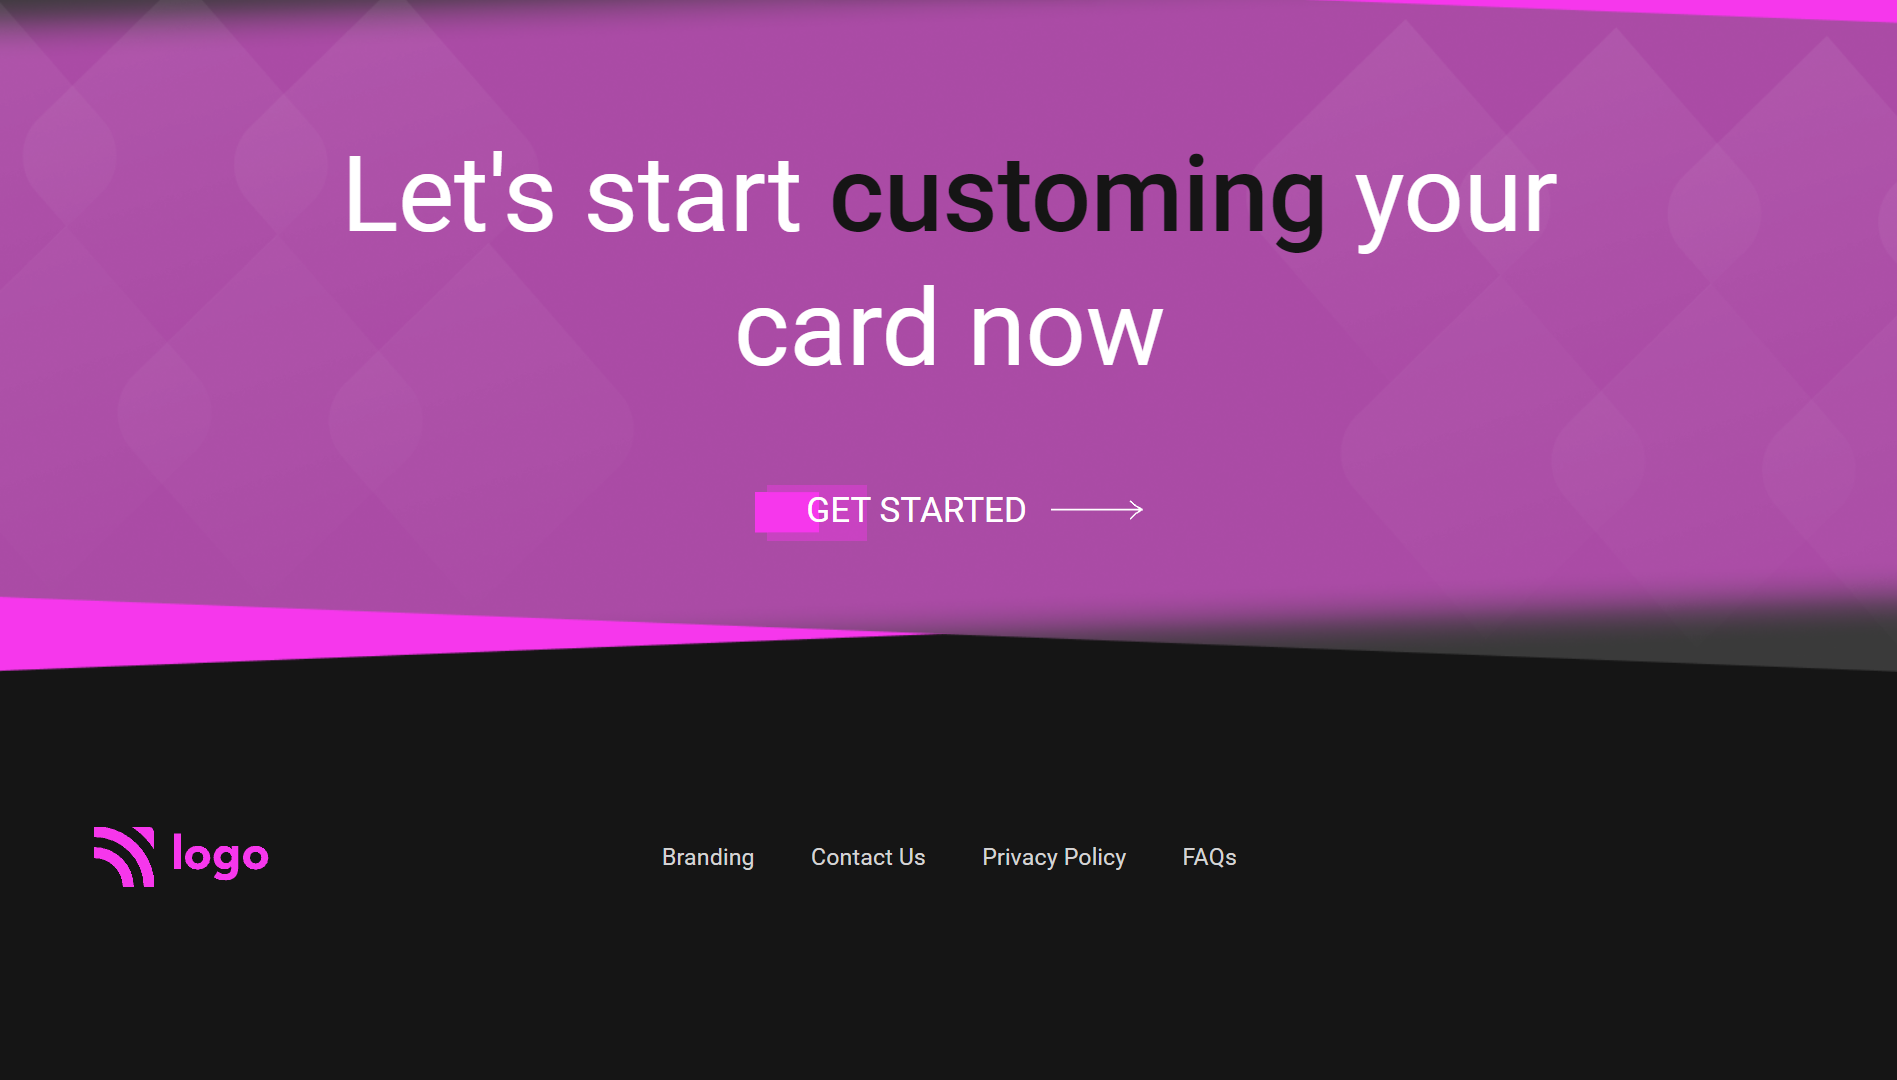 Let's start customing your
card now
GET STARTED
logo
Branding Contact Us Privacy Policy FAQs